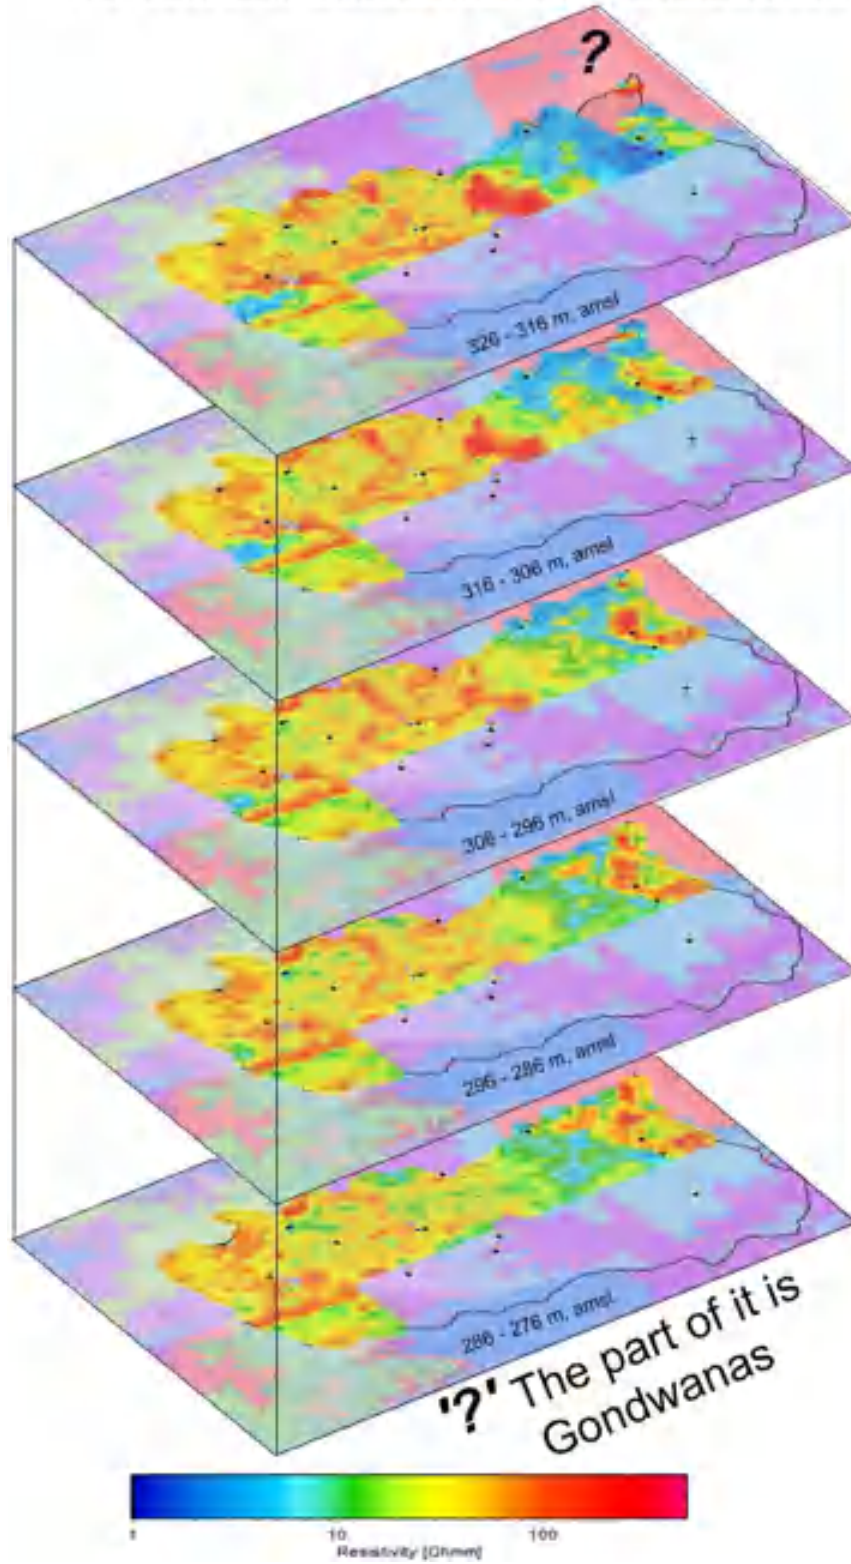 ?
326 - 316 m, amsl
316 - 306 m, amsl
306 - 296 m, amsl
296 - 286 m, amsl
286 - 276 m, amsl.
'?' The part of it is
Gondwanas
1 10 100
Resistivity [Ohmm]